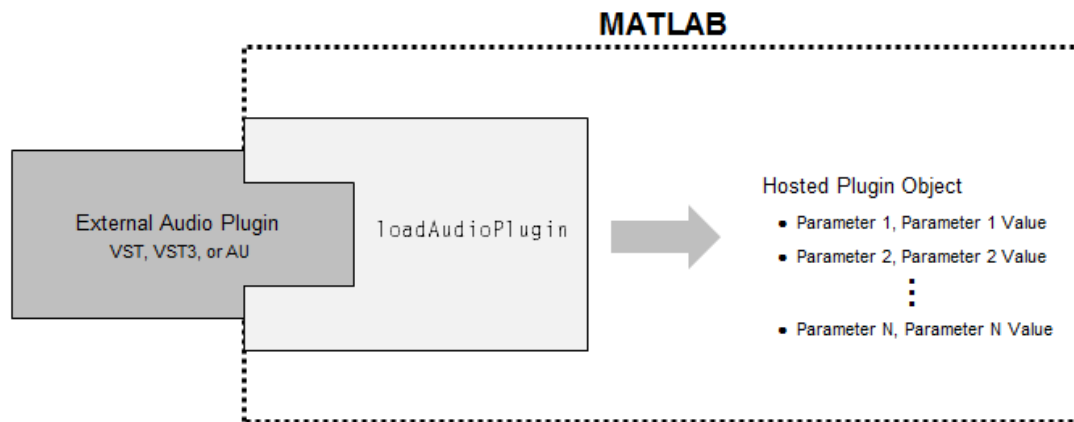 MATLAB
External Audio Plugin
VST, VST3, or AU
loadAudioPlugin
Hosted Plugin Object
• Parameter 1, Parameter 1 Value
• Parameter 2, Parameter 2 Value
• Parameter N, Parameter N Value